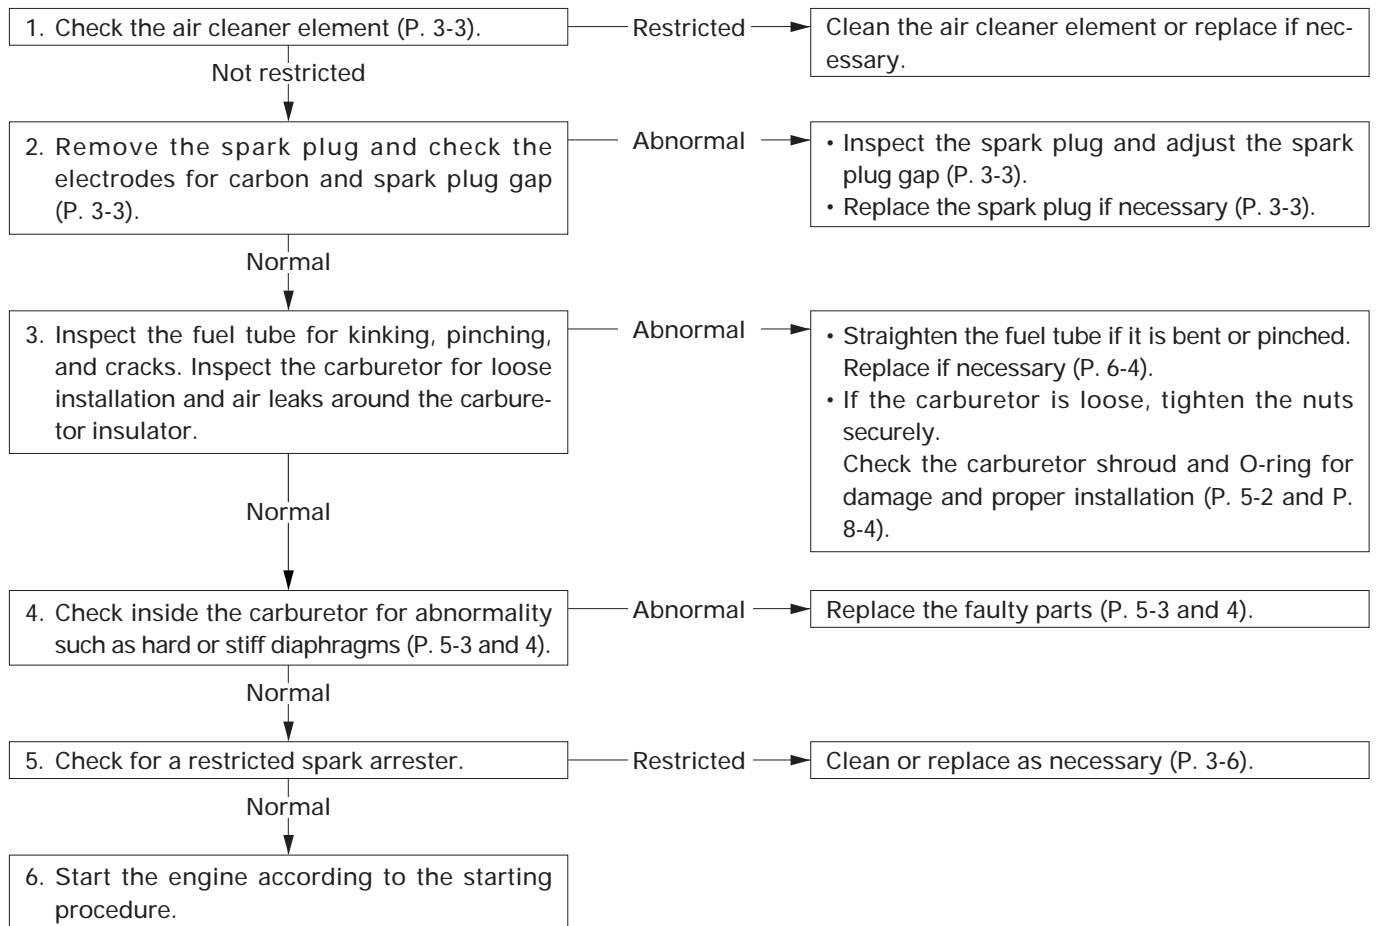 1. Check the air cleaner element (P. 3-3).
Restricted
Clean the air cleaner element or replace if nec-
essary.
Not restricted
2. Remove the spark plug and check the
electrodes for carbon and spark plug gap
(P. 3-3).
Abnormal
• Inspect the spark plug and adjust the spark
plug gap (P. 3-3).
• Replace the spark plug if necessary (P. 3-3).
Normal
3. Inspect the fuel tube for kinking, pinching,
and cracks. Inspect the carburetor for loose
installation and air leaks around the carbure-
tor insulator.
Abnormal
• Straighten the fuel tube if it is bent or pinched.
Replace if necessary (P. 6-4).
• If the carburetor is loose, tighten the nuts
securely.
Check the carburetor shroud and O-ring for
damage and proper installation (P. 5-2 and P.
8-4).
Normal
4. Check inside the carburetor for abnormality
such as hard or stiff diaphragms (P. 5-3 and 4).
Abnormal
Replace the faulty parts (P. 5-3 and 4).
Normal
5. Check for a restricted spark arrester.
Restricted
Clean or replace as necessary (P. 3-6).
Normal
6. Start the engine according to the starting
procedure.